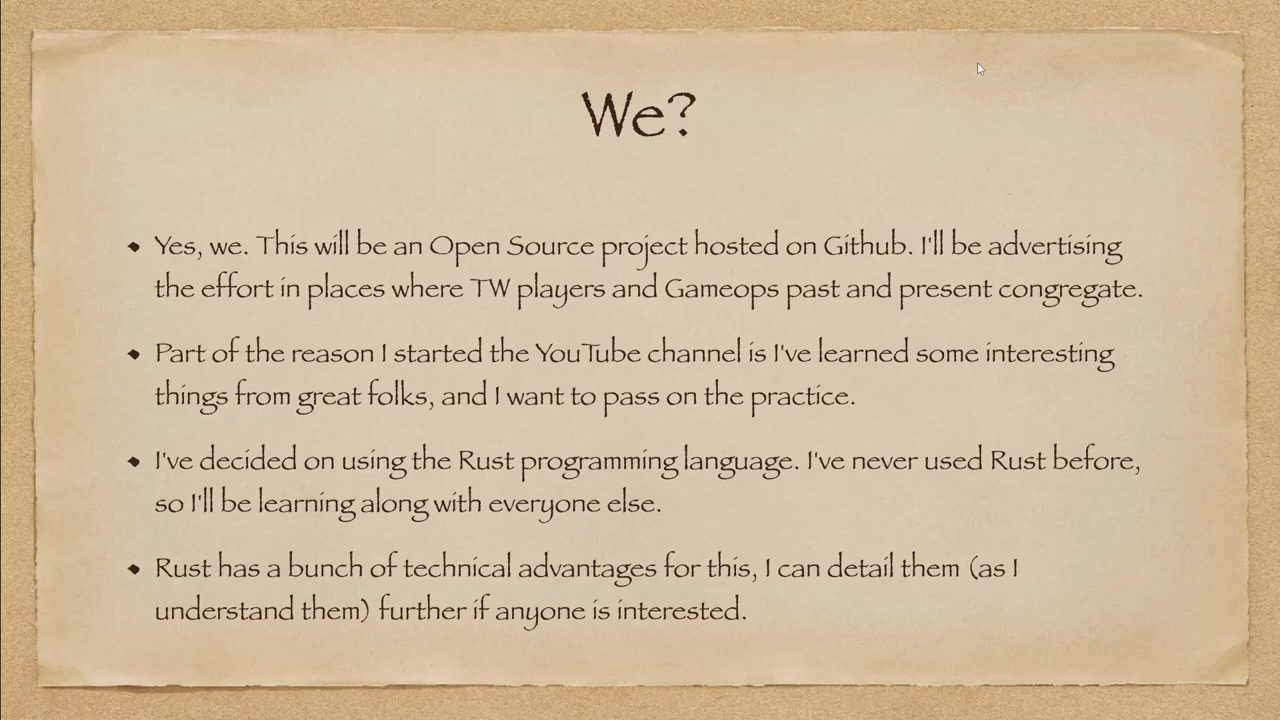 We?
Yes, we. This will be an Open Source project hosted on Github. I'll be advertising
the effort in places where TW players and Gameops past and present congregate.
Part of the reason I started the YouTube channel is I've learned some interesting
things from great folks, and I want to pass on the practice.
I've decided on using the Rust programming language. I've never used Rust before,
so I'll be learning along with everyone else.
Rust has a bunch of technical advantages for this, I can detail them (as I
understand them) further if anyone is interested.